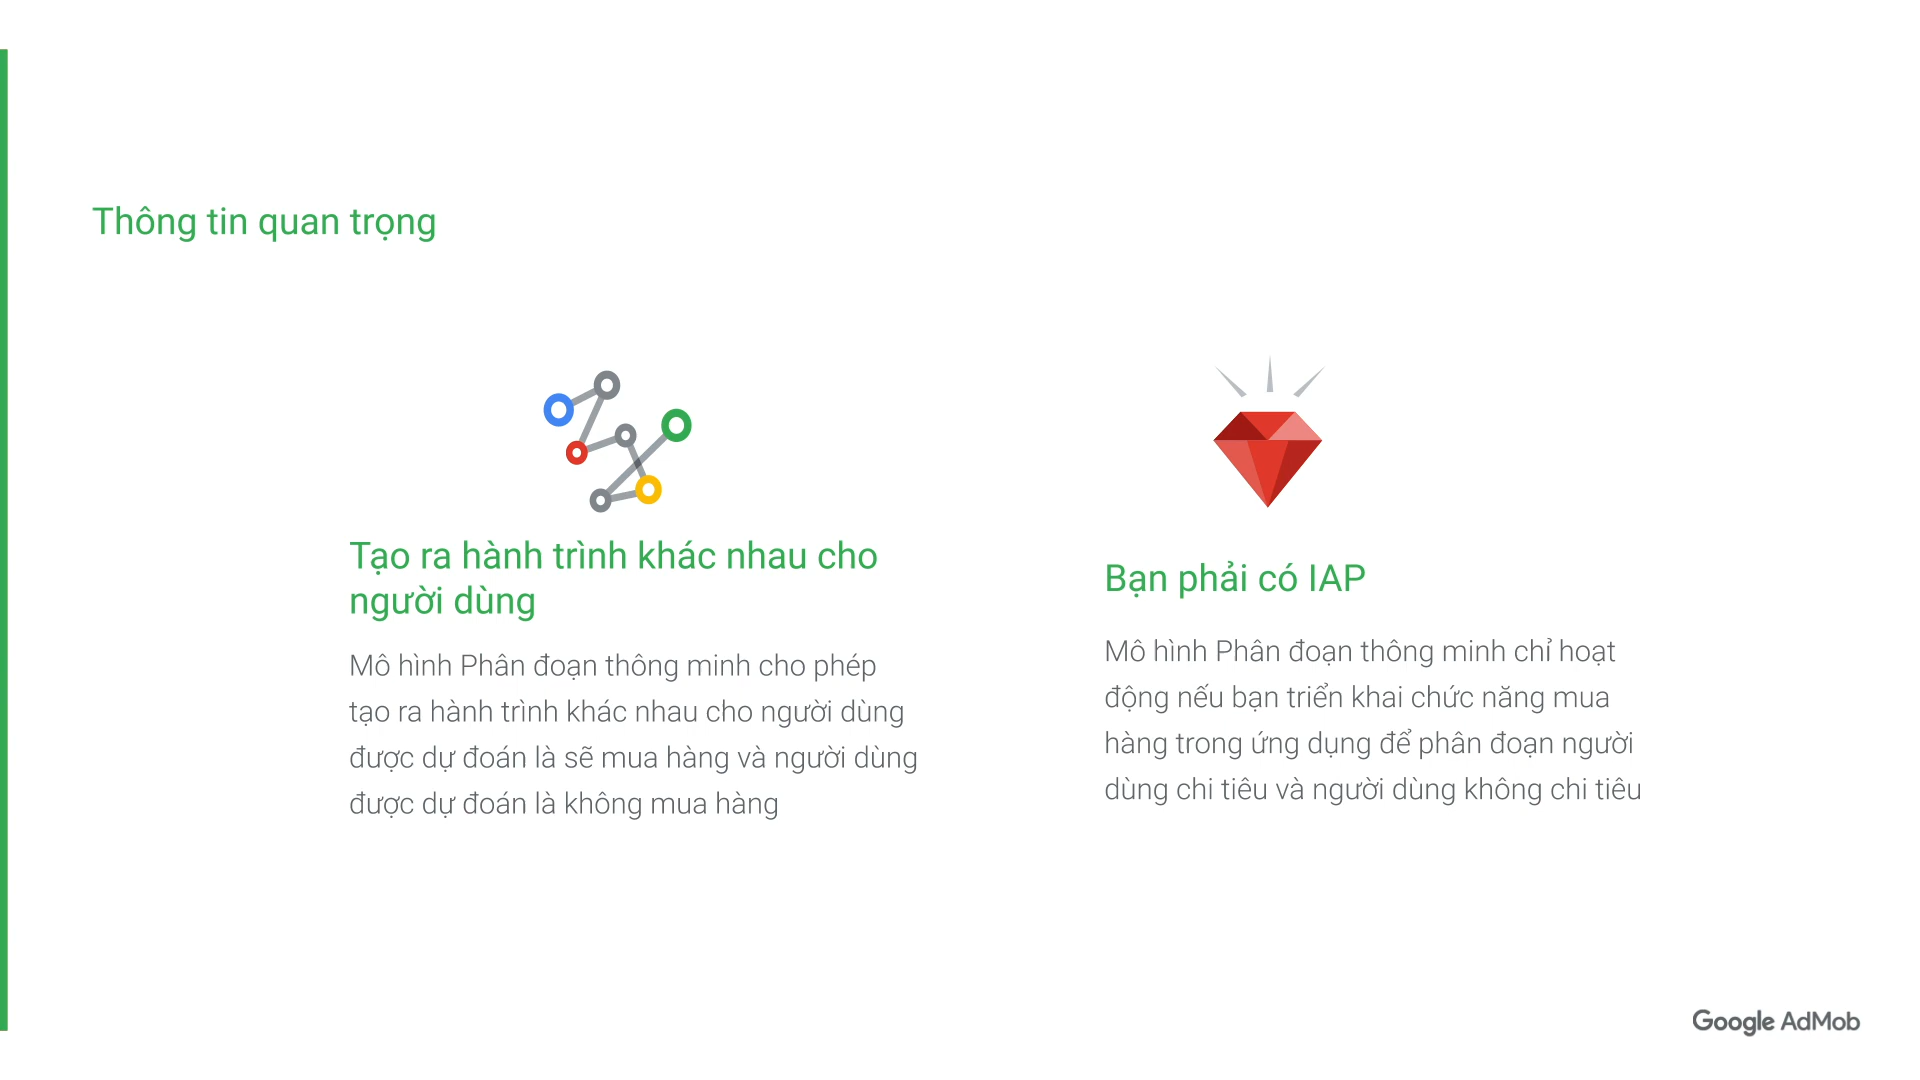 Thông tin quan trọng
Tạo ra hành trình khác nhau cho
người dùng
Mô hình Phân đoạn thông minh cho phép
tạo ra hành trình khác nhau cho người dùng
được dự đoán là sẽ mua hàng và người dùng
được dự đoán là không mua hàng
Bạn phải có IAP
Mô hình Phân đoạn thông minh chỉ hoạt
động nếu bạn triển khai chức năng mua
hàng trong ứng dụng để phân đoạn người
dùng chi tiêu và người dùng không chi tiêu
Google AdMob